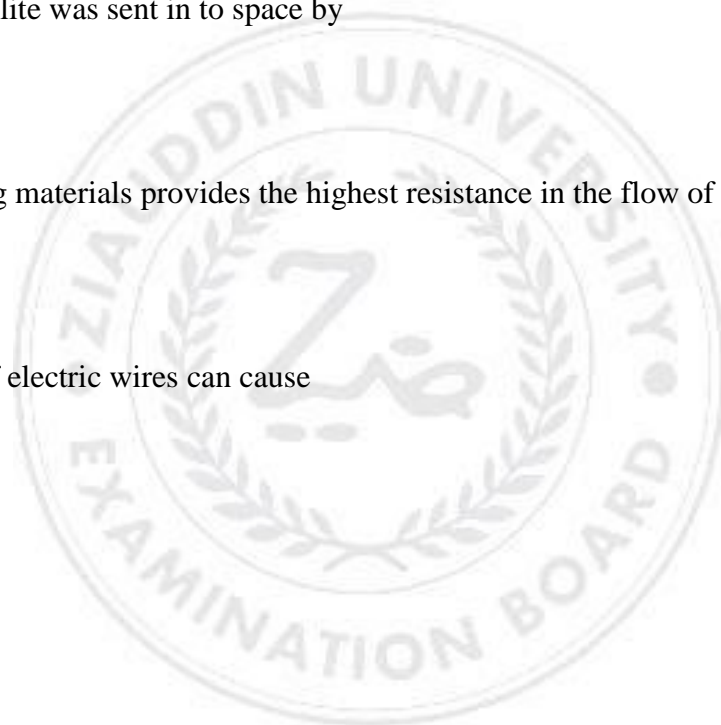 lite was sent in to space by
g materials provides the highest resistance in the flow of
electric wires can cause
ZIAUDDIN UNIVERSITY
EXAMINATION BOARD